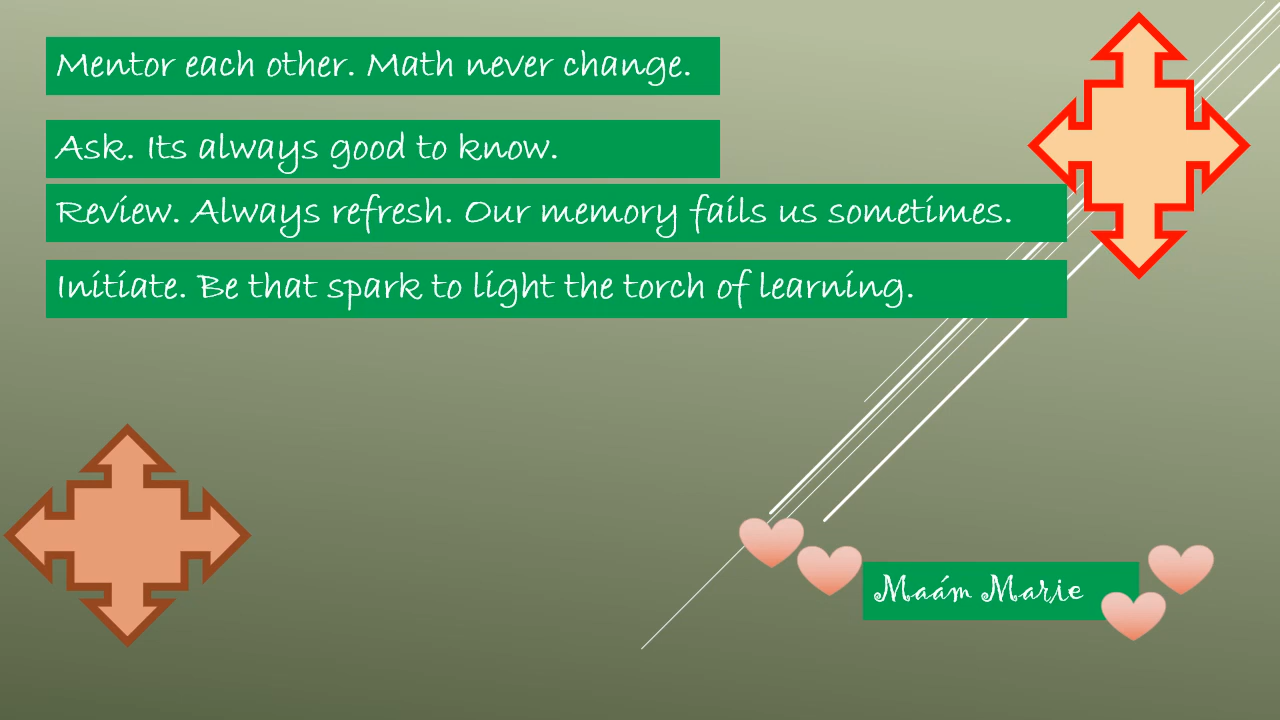 Mentor each other. Math never change.
Ask. Its always good to know.
Review. Always refresh. Our memory fails us sometimes.
Initiate. Be that spark to light the torch of learning.
Maám Marie